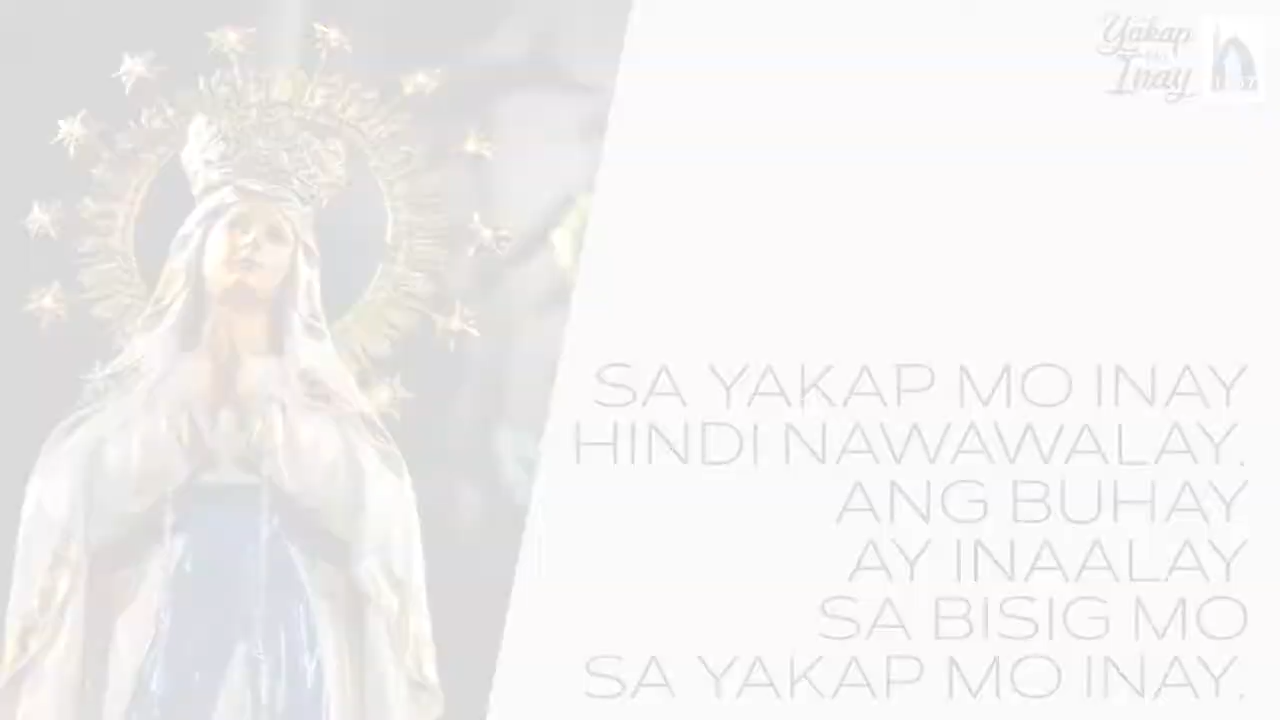 Yakap
Inay
SA YAKAP MO INAY
HINDI NAWAWALAY.
ANG BUHAY
AY INAALAY
SA BISIG MO
SA YAKAP MO INAY.